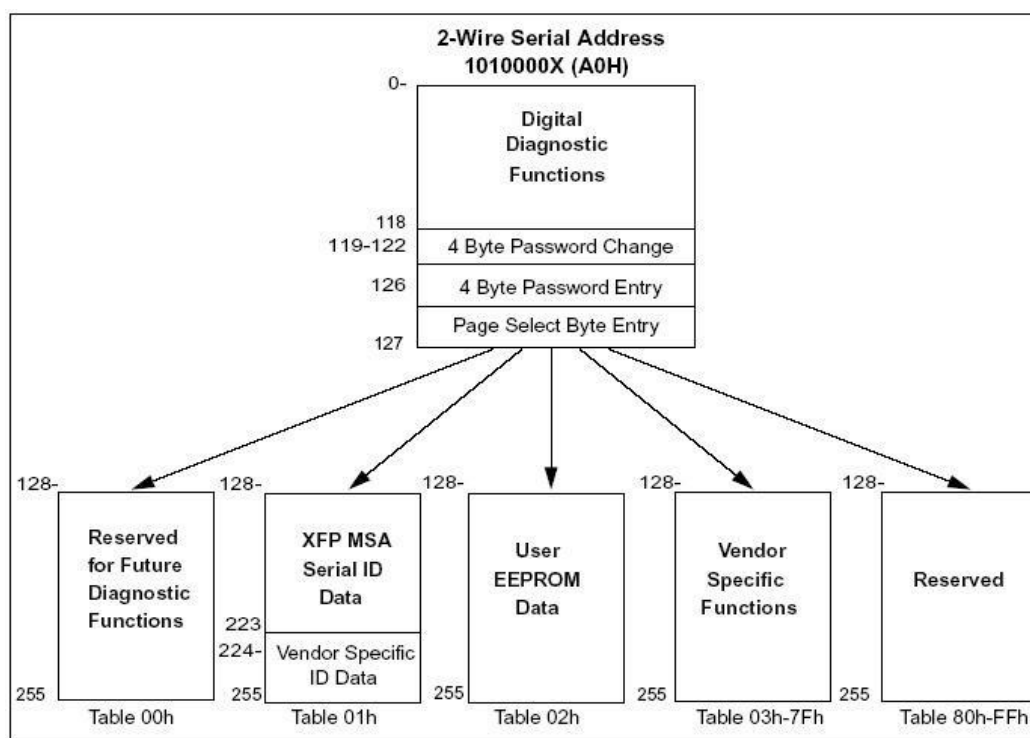 2-Wire Serial Address
1010000X (A0H)
0-
Digital
Diagnostic
Functions
118
119-122
4 Byte Password Change
126
4 Byte Password Entry
Page Select Byte Entry
127
128-
Reserved
for Future
Diagnostic
Functions
255
Table 00h
128-
XFP MSA
Serial ID
Data
223
224-
Vendor Specific
ID Data
255
Table 01h
128-
User
EEPROM
Data
255
Table 02h
128-
Vendor
Specific
Functions
255
Table 03h-7Fh
128-
Reserved
255
Table 80h-FFh